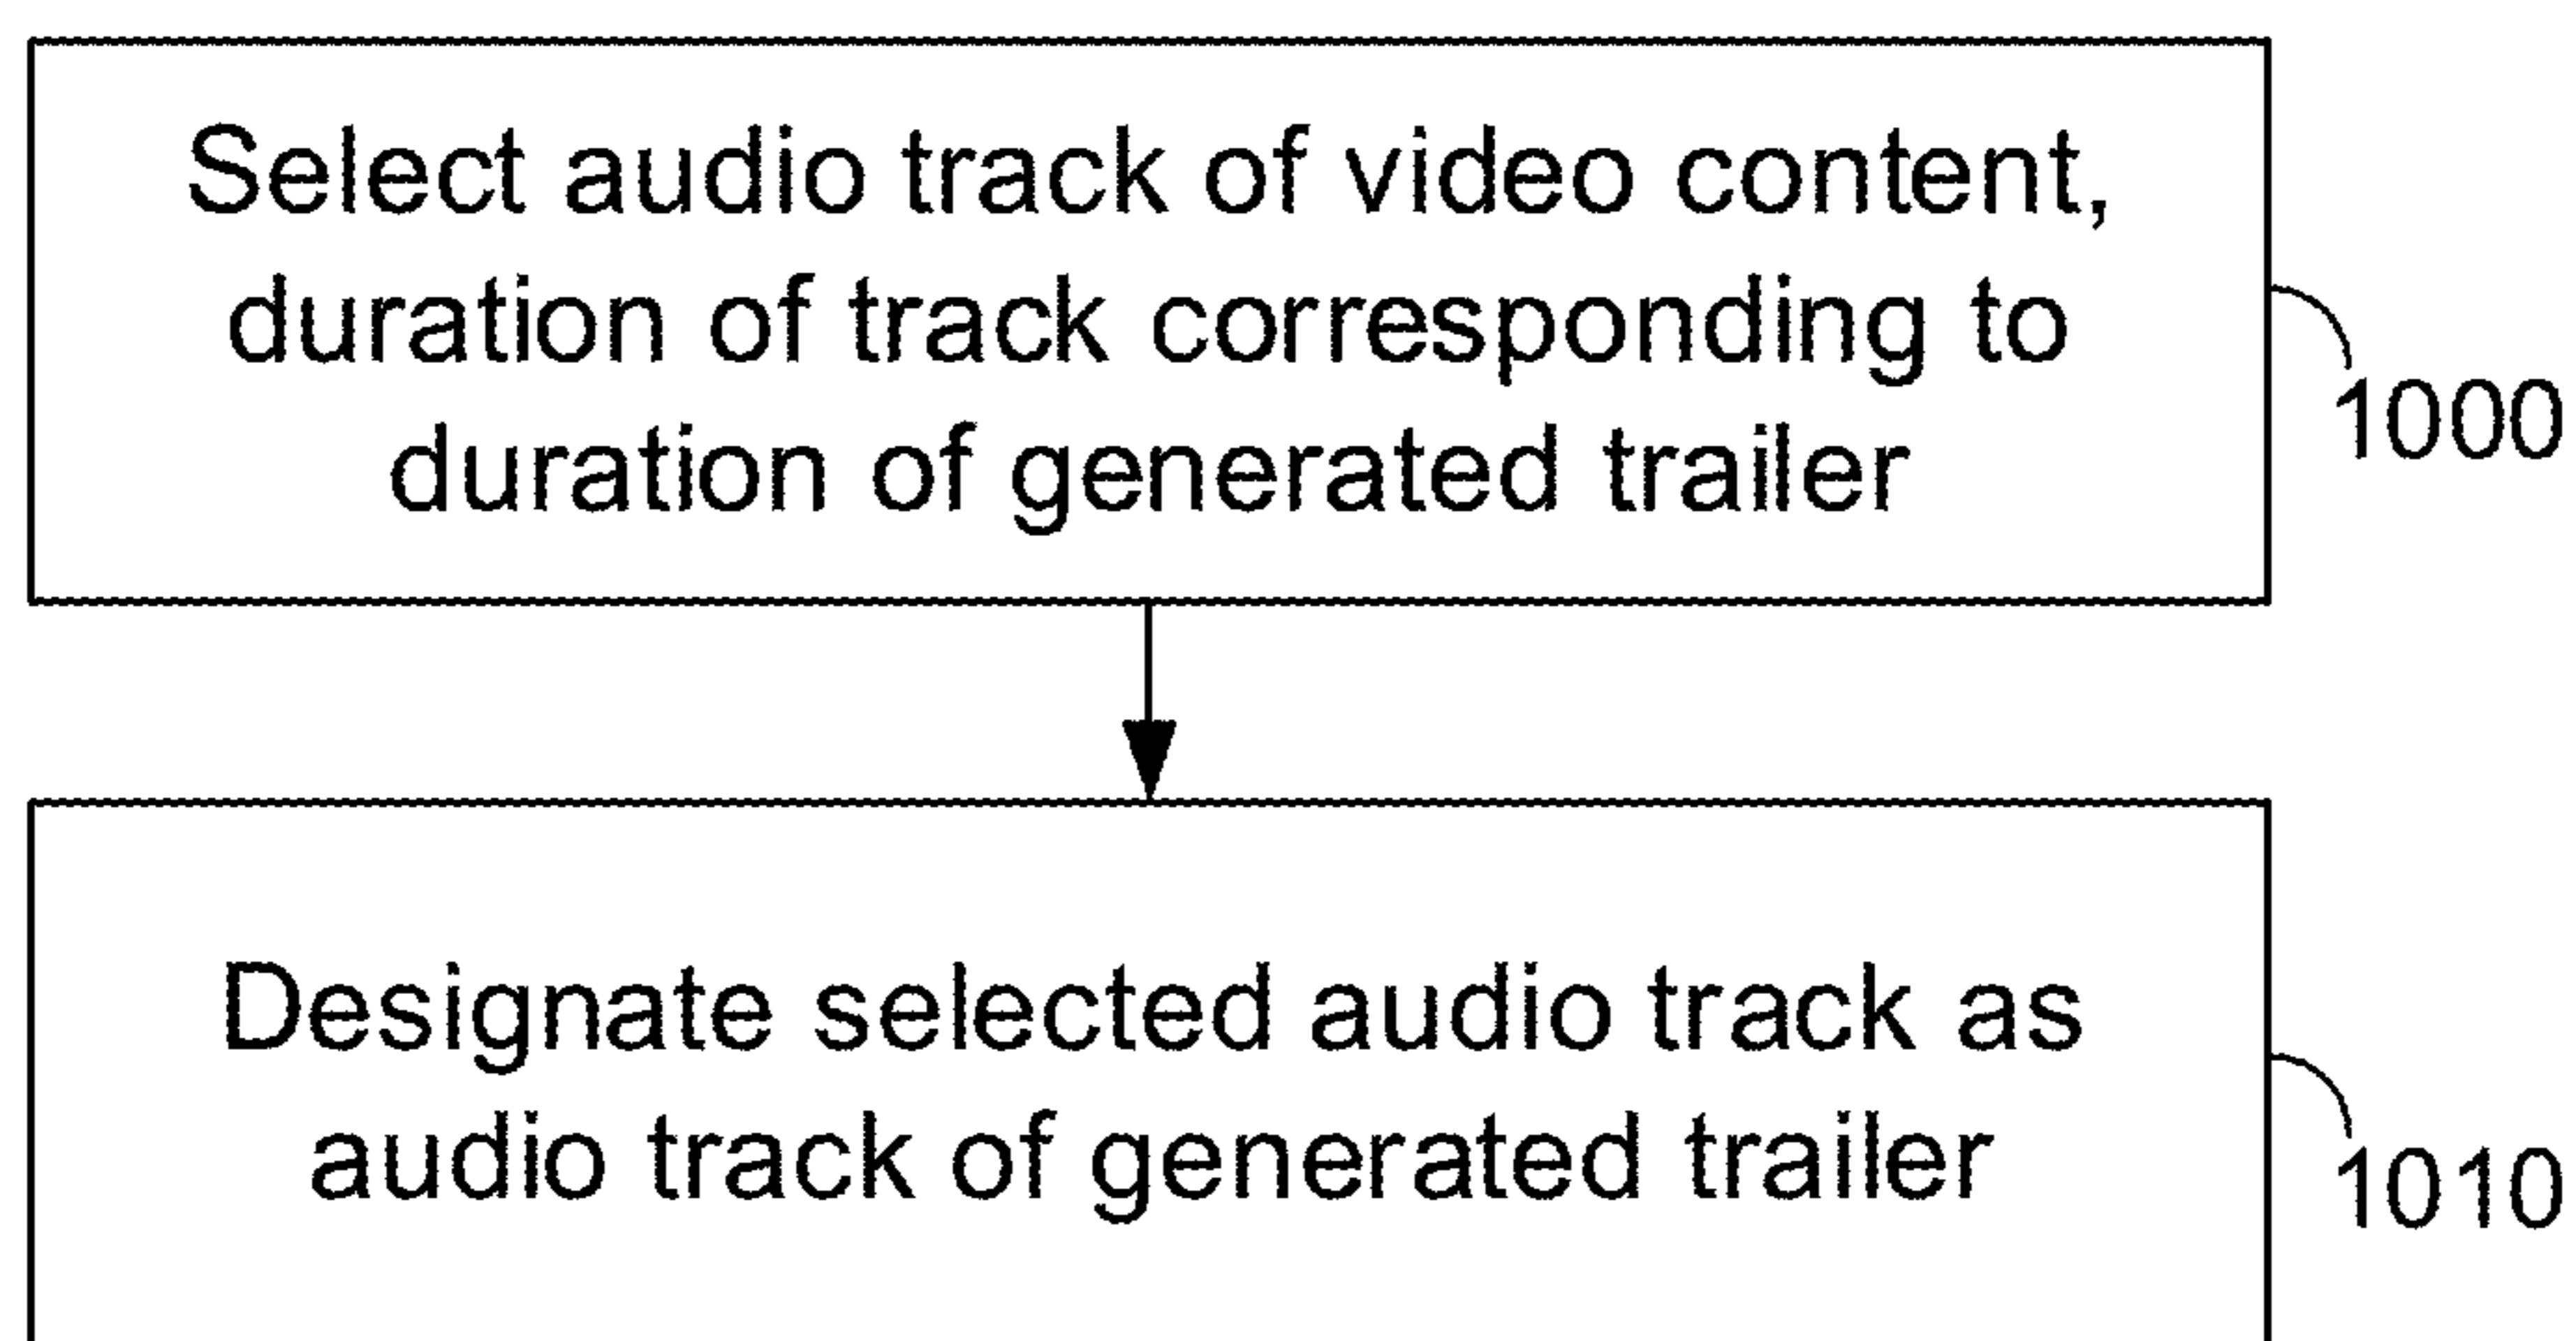 Select audio track of video content,
duration of track corresponding to
duration of generated trailer
1000
Designate selected audio track as
audio track of generated trailer
1010